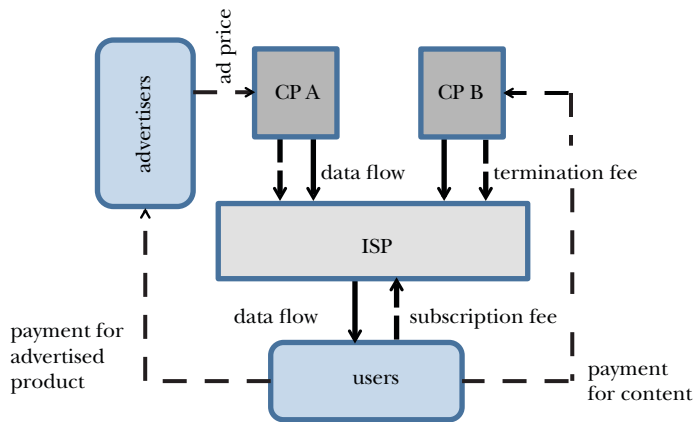 ad price
advertisers
CP A
CP B
data flow
termination fee
ISP
data flow
subscription fee
payment for
advertised
product
users
payment
for content